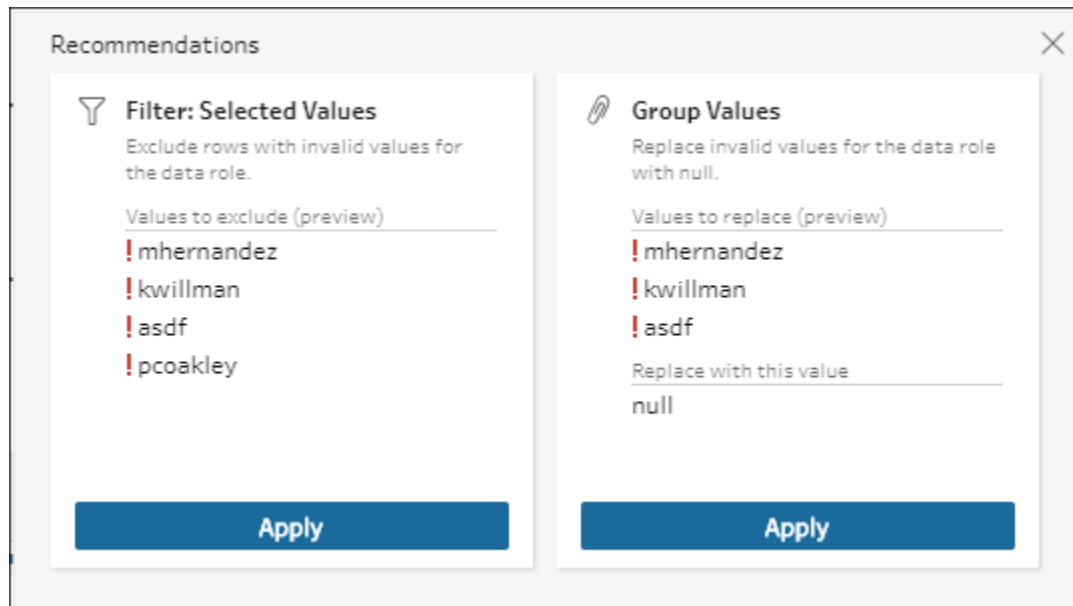 Recommendations
Filter: Selected Values
Exclude rows with invalid values for
the data role.
Values to exclude (preview)
! mhernandez
! kwillman
! asdf
! pcoakley
Apply
Group Values
Replace invalid values for the data role
with null.
Values to replace (preview)
! mhernandez
! kwillman
! asdf
Replace with this value
null
Apply